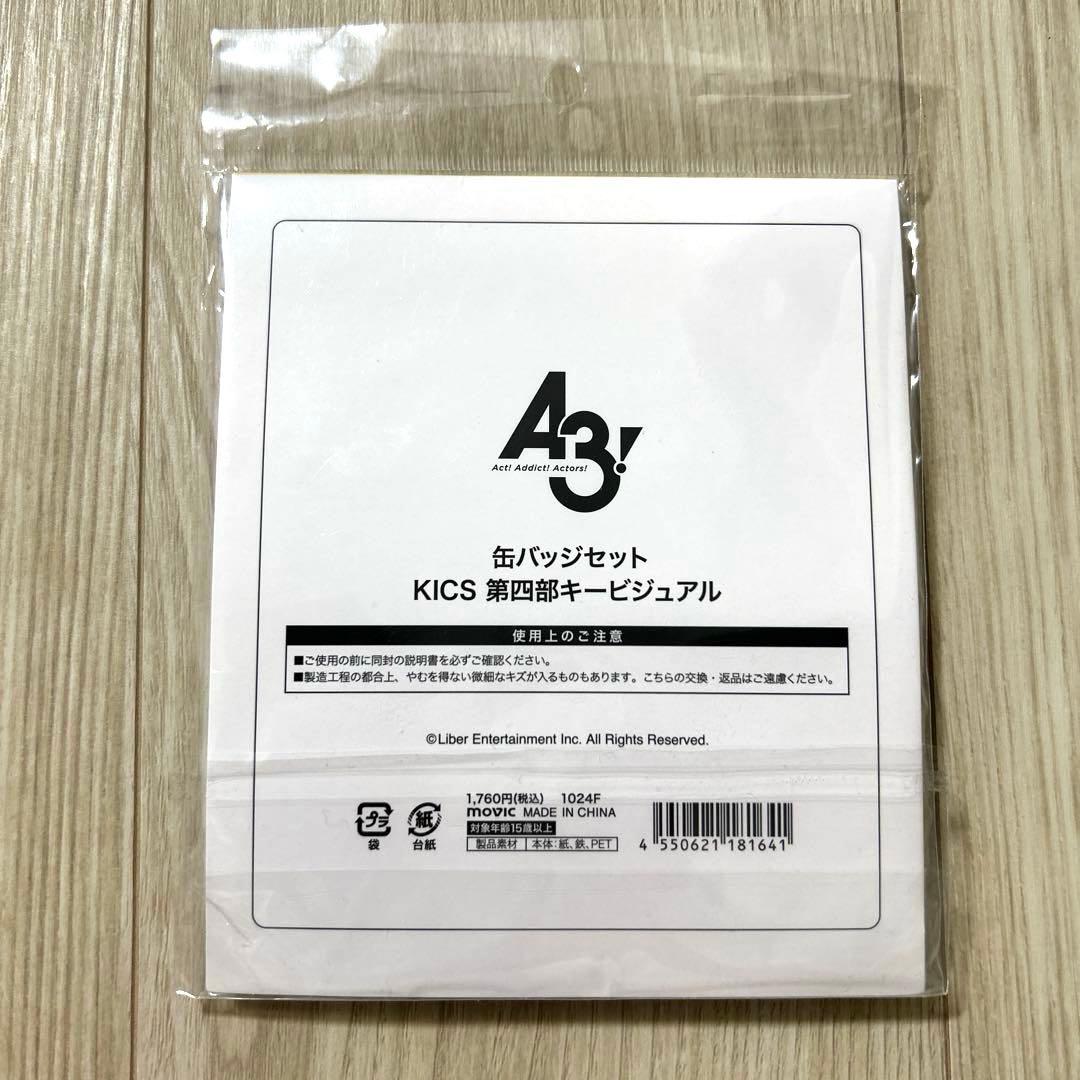 A3!
Act! Addict! Actors!
缶バッジセット
KICS 第四部キービジュアル
使用上のご注意
■ご使用の前に同封の説明書を必ずご確認ください。
■製造工程の都合上、やむを得ない微細なキズが入るものもあります。こちらの交換・返品はご遠慮ください。
©Liber Entertainment Inc. All Rights Reserved.
プラ
袋
紙
台紙
1,760円(税込) 1024F
movic MADE IN CHINA
対象年齢15歳以上
製品素材 本体：紙、鉄、PET
4 550621 181641